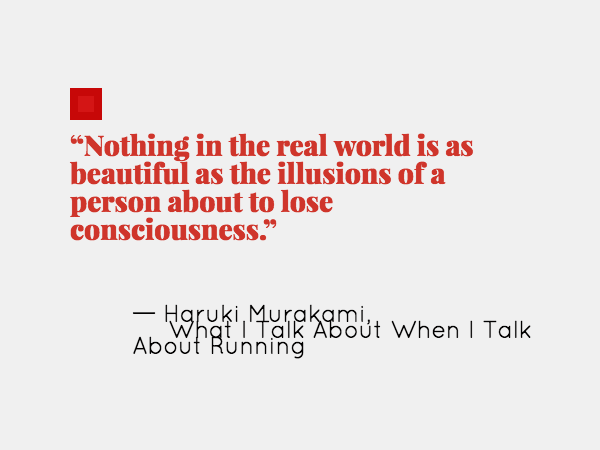 “Nothing in the real world is as
beautiful as the illusions of a
person about to lose
consciousness.”
— Haruki Murakami,
What I Talk About When I Talk
About Running